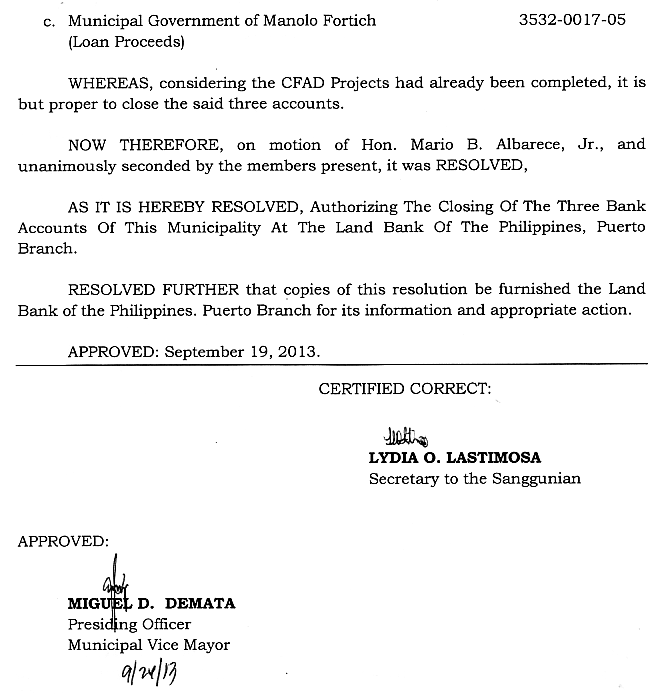 c. Municipal Government of Manolo Fortich 3532-0017-05
(Loan Proceeds)
WHEREAS, considering the CFAD Projects had already been completed, it is
but proper to close the said three accounts.
NOW THEREFORE, on motion of Hon. Mario B. Albarece, Jr., and
unanimously seconded by the members present, it was RESOLVED,
AS IT IS HEREBY RESOLVED, Authorizing The Closing Of The Three Bank
Accounts Of This Municipality At The Land Bank Of The Philippines, Puerto
Branch.
RESOLVED FURTHER that copies of this resolution be furnished the Land
Bank of the Philippines. Puerto Branch for its information and appropriate action.
APPROVED: September 19, 2013.
CERTIFIED CORRECT:
LYDIA O. LASTIMOSA
Secretary to the Sanggunian
APPROVED:
MIGUEL D. DEMATA
Presiding Officer
Municipal Vice Mayor
9/24/13